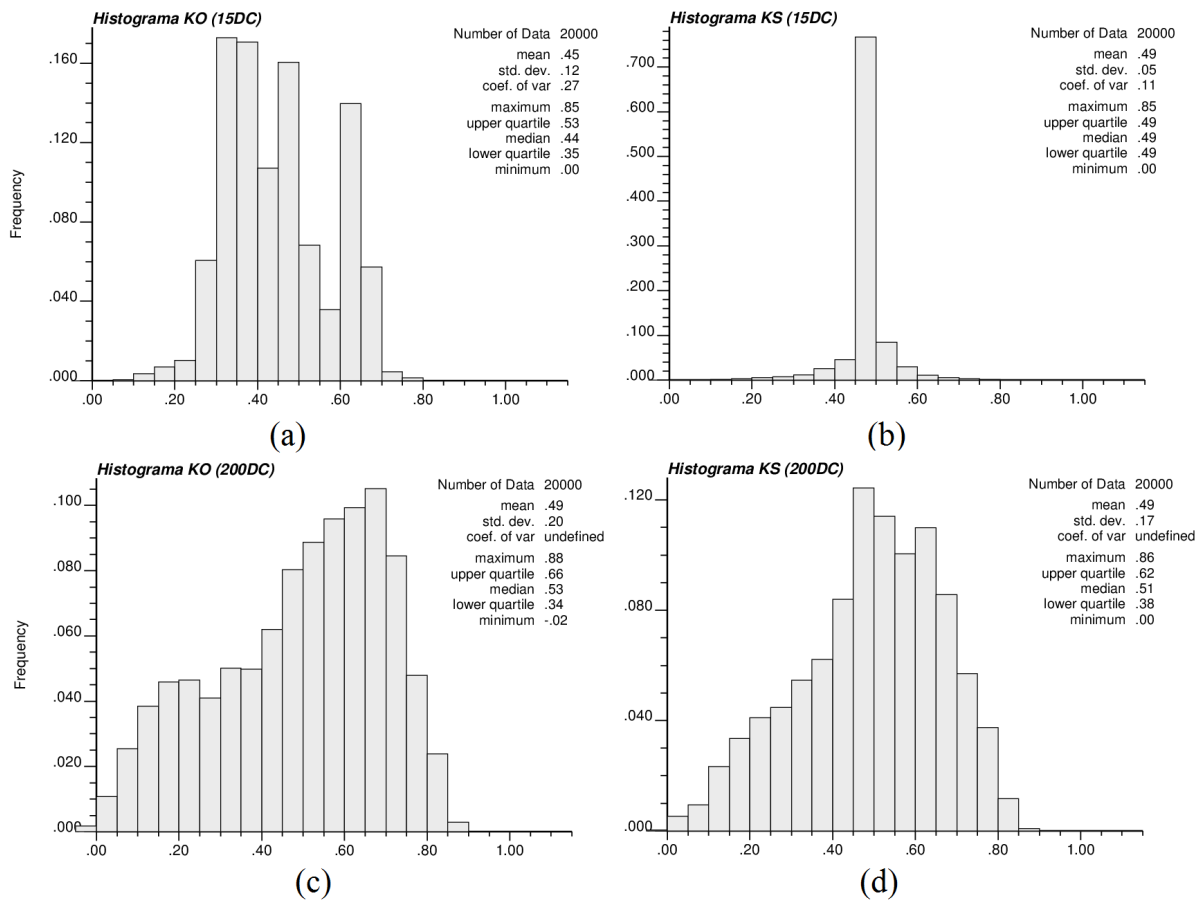 Histograma KO (15DC)
Number of Data 20000
mean .45
std. dev. .12
coef. of var .27
maximum .85
upper quartile .53
median .44
lower quartile .35
minimum .00
Frequency
.160
.120
.080
.040
.000
.00 .20 .40 .60 .80 1.00
(a)
Histograma KS (15DC)
Number of Data 20000
mean .49
std. dev. .05
coef. of var .11
maximum .85
upper quartile .49
median .49
lower quartile .49
minimum .00
.700
.600
.500
.400
.300
.200
.100
.000
.00 .20 .40 .60 .80 1.00
(b)
Histograma KO (200DC)
Number of Data 20000
mean .49
std. dev. .20
coef. of var undefined
maximum .88
upper quartile .66
median .53
lower quartile .34
minimum -.02
Frequency
.100
.080
.060
.040
.020
.000
.00 .20 .40 .60 .80 1.00
(c)
Histograma KS (200DC)
Number of Data 20000
mean .49
std. dev. .17
coef. of var undefined
maximum .86
upper quartile .62
median .51
lower quartile .38
minimum .00
.120
.080
.040
.000
.00 .20 .40 .60 .80 1.00
(d)